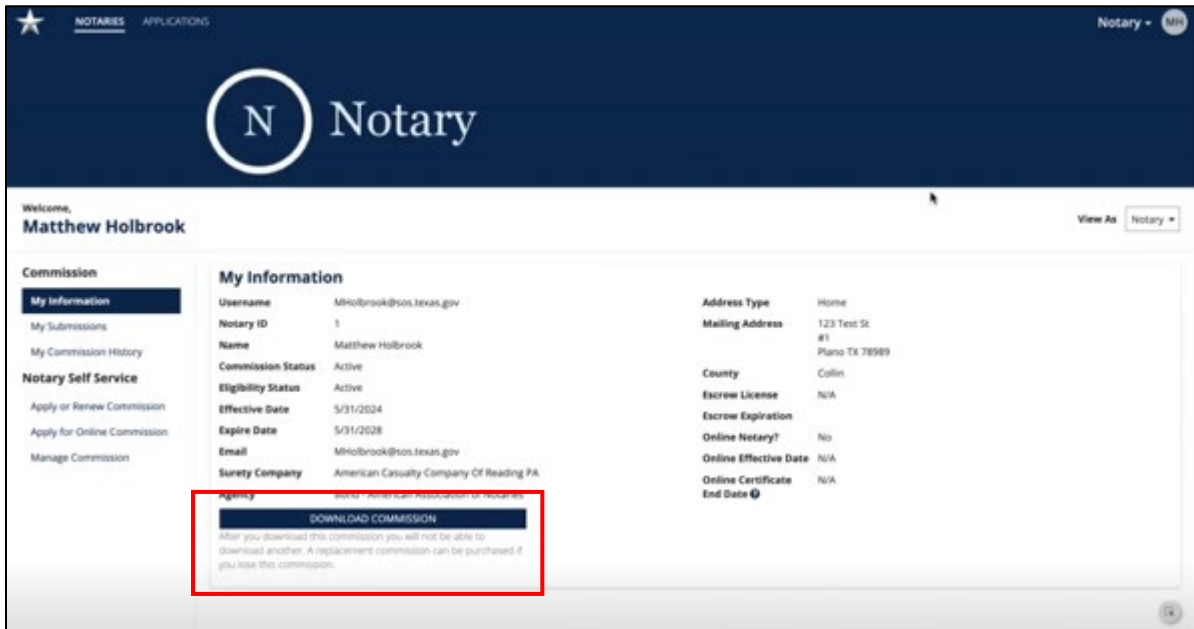 NOTARIES APPLICATIONS
Notary
MH
N Notary
Welcome,
Matthew Holbrook
View As Notary
Commission
My Information
My Submissions
My Commission History
Notary Self Service
Apply or Renew Commission
Apply for Online Commission
Manage Commission
My Information
Username MHolbrook@sos.texas.gov
Notary ID 1
Name Matthew Holbrook
Commission Status Active
Eligibility Status Active
Effective Date 5/31/2024
Expire Date 5/31/2028
Email MHolbrook@sos.texas.gov
Surety Company American Casualty Company Of Reading PA
Agency Bond - American Association of Notaries
DOWNLOAD COMMISSION
After you download this commission you will not be able to
download another. A replacement commission can be purchased if
you lose this commission.
Address Type Home
Mailing Address 123 Test St
#1
Plano TX 78989
County Collin
Escrow License N/A
Escrow Expiration
Online Notary? No
Online Effective Date N/A
Online Certificate N/A
End Date ?